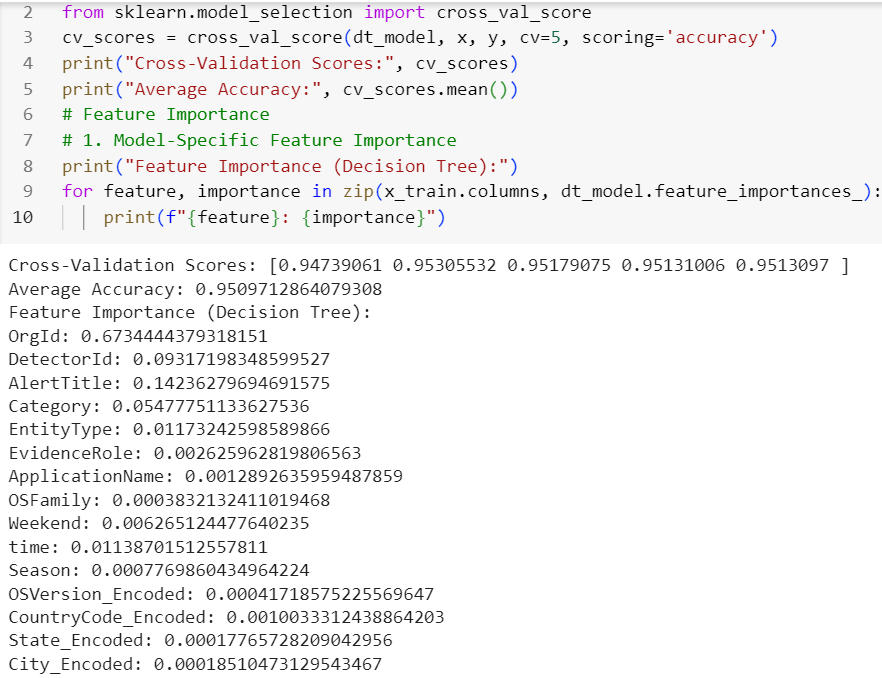 2 from sklearn.model_selection import cross_val_score
3 cv_scores = cross_val_score(dt_model, x, y, cv=5, scoring='accuracy')
4 print("Cross-Validation Scores:", cv_scores)
5 print("Average Accuracy:", cv_scores.mean())
6 # Feature Importance
7 # 1. Model-Specific Feature Importance
8 print("Feature Importance (Decision Tree):")
9 for feature, importance in zip(x_train.columns, dt_model.feature_importances_):
10     print(f"{feature}: {importance}")
Cross-Validation Scores: [0.94739061 0.95305532 0.95179075 0.95131006 0.9513097 ]
Average Accuracy: 0.9509712864079308
Feature Importance (Decision Tree):
OrgId: 0.6734444379318151
DetectorId: 0.09317198348599527
AlertTitle: 0.14236279694691575
Category: 0.05477751133627536
EntityType: 0.01173242598589866
EvidenceRole: 0.002625962819806563
ApplicationName: 0.0012892635959487859
OSFamily: 0.0003832132411019468
Weekend: 0.006265124477640235
time: 0.01138701512557811
Season: 0.0007769860434964224
OSVersion_Encoded: 0.00041718575225569647
CountryCode_Encoded: 0.0010033312438864203
State_Encoded: 0.00017765728209042956
City_Encoded: 0.00018510473129543467